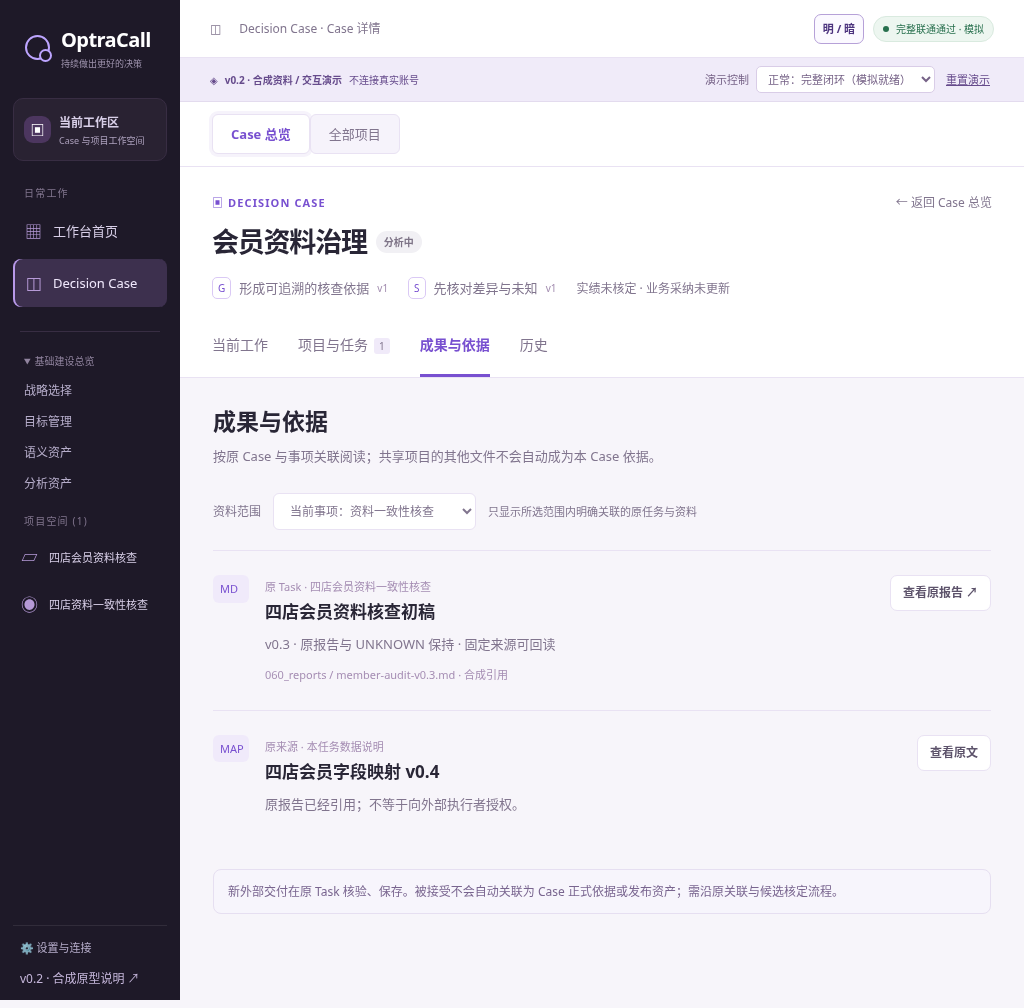 OptraCall
持续做出更好的决策
当前工作区
Case 与项目工作空间
日常工作
工作台首页
Decision Case
▼ 基础建设总览
战略选择
目标管理
语义资产
分析资产
项目空间 (1)
四店会员资料核查
四店资料一致性核查
设置与连接
v0.2 · 合成原型说明 ↗
Decision Case · Case 详情
明 / 暗
完整联通通过 · 模拟
◈ v0.2 · 合成资料 / 交互演示 不连接真实账号
演示控制 正常：完整闭环（模拟就绪） 重置演示
Case 总览 全部项目
DECISION CASE
← 返回 Case 总览
会员资料治理 分析中
G 形成可追溯的核查依据 v1 S 先核对差异与未知 v1 实绩未核定 · 业务采纳未更新
当前工作 项目与任务 1 成果与依据 历史
成果与依据
按原 Case 与事项关联阅读；共享项目的其他文件不会自动成为本 Case 依据。
资料范围 当前事项：资料一致性核查 只显示所选范围内明确关联的原任务与资料
MD 原 Task · 四店会员资料一致性核查
四店会员资料核查初稿
v0.3 · 原报告与 UNKNOWN 保持 · 固定来源可回读
060_reports / member-audit-v0.3.md · 合成引用
查看原报告 ↗
MAP 原来源 · 本任务数据说明
四店会员字段映射 v0.4
原报告已经引用；不等于向外部执行者授权。
查看原文
新外部交付在原 Task 核验、保存。被接受不会自动关联为 Case 正式依据或发布资产；需沿原关联与候选核定流程。